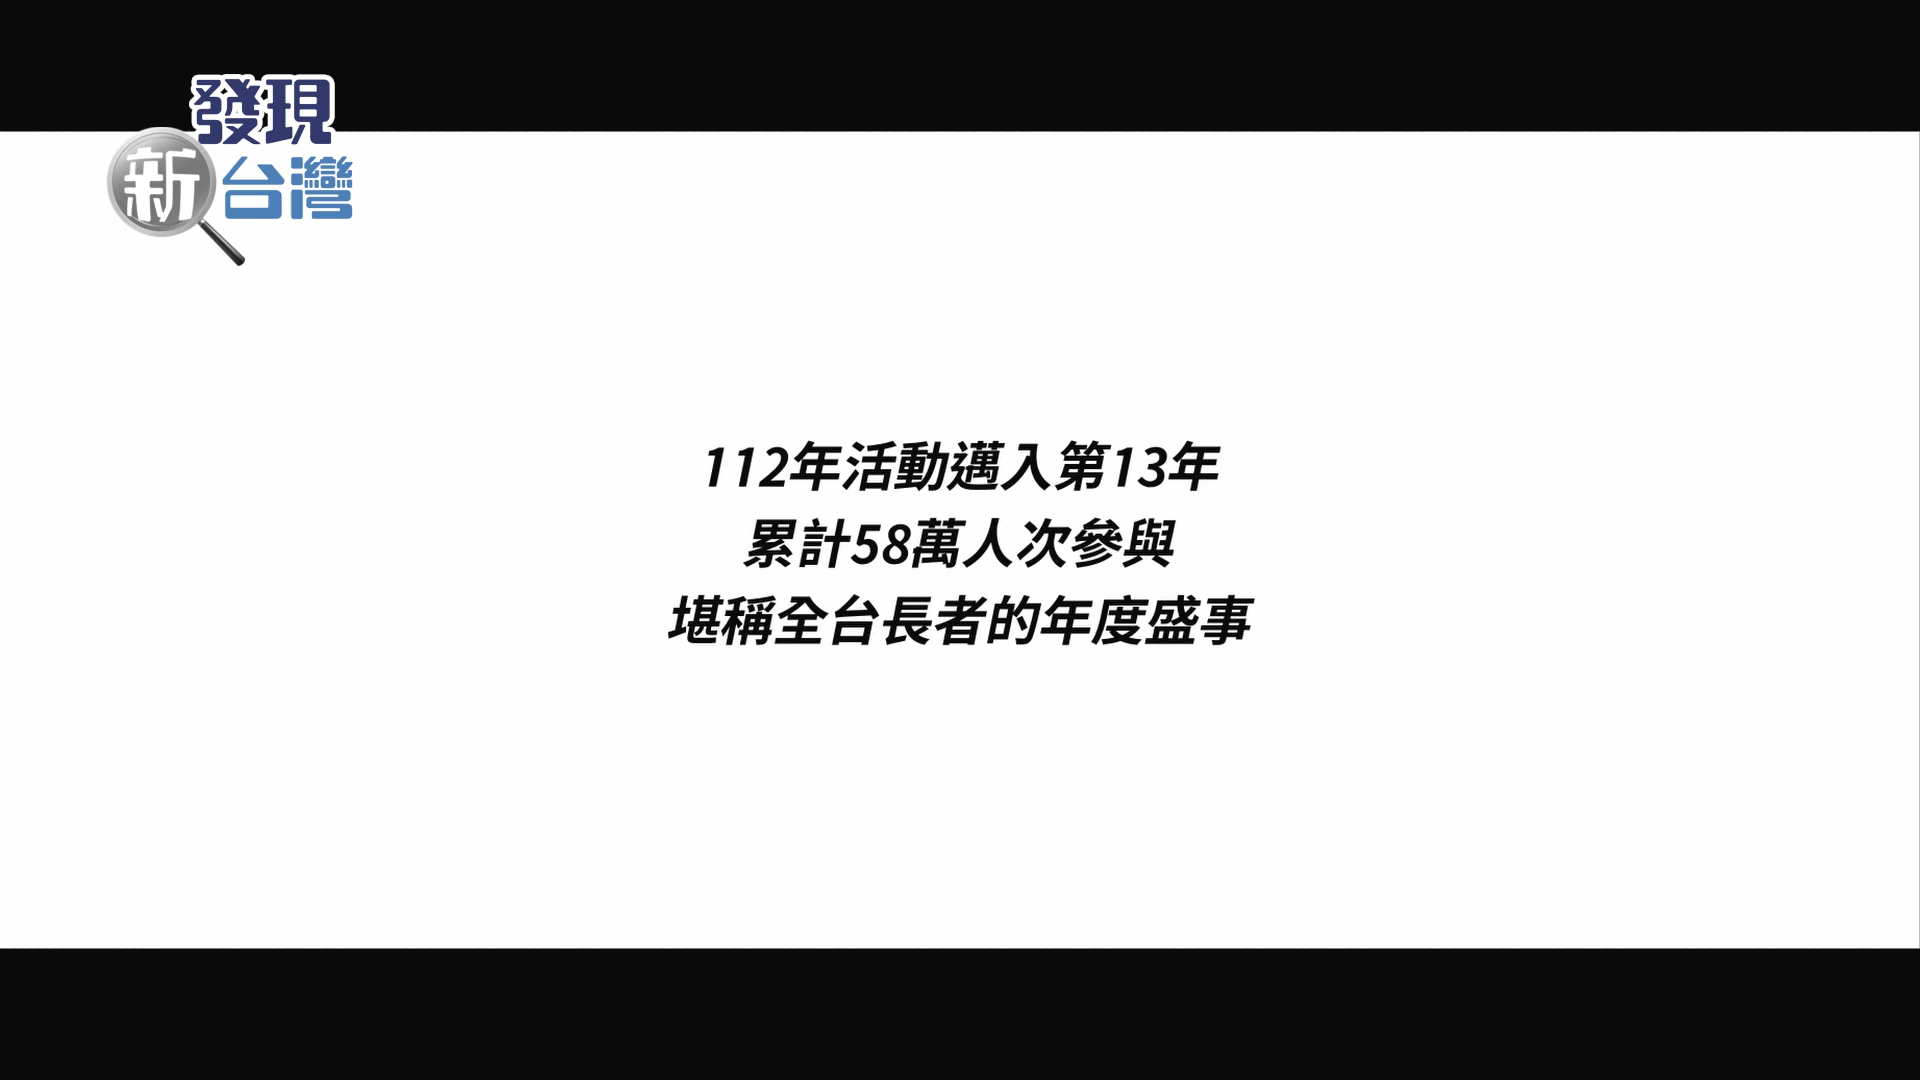 發現
新台灣
112年活動邁入第13年
累計58萬人次參與
堪稱全台長者的年度盛事